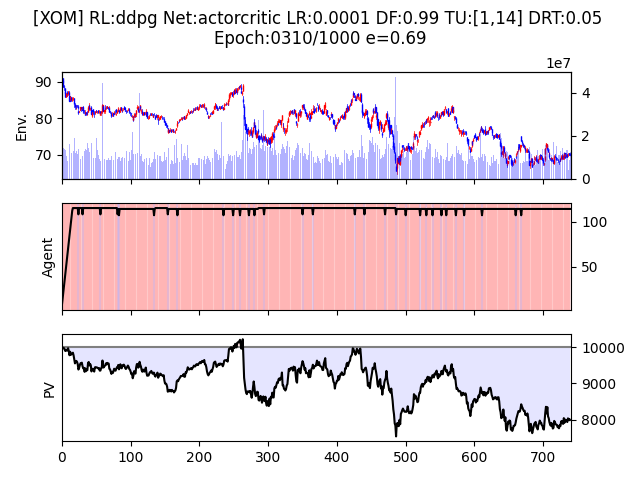 [XOM] RL:ddpg Net:actorcritic LR:0.0001 DF:0.99 TU:[1,14] DRT:0.05
Epoch:0310/1000 e=0.69
1e7
90
80
70
Env.
4
2
0
Agent
100
50
PV
10000
9000
8000
0 100 200 300 400 500 600 700